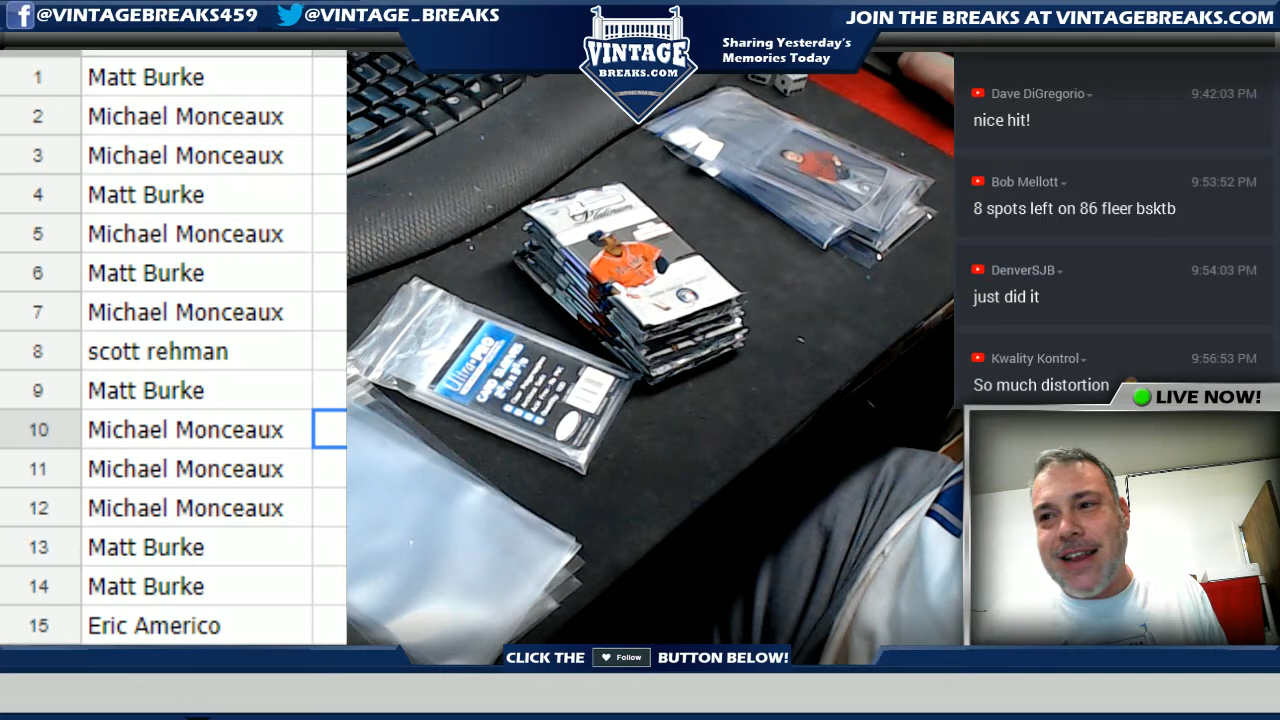 @VINTAGEBREAKS459
@VINTAGE_BREAKS
VINTAGE
BREAKS.COM
Sharing Yesterday's
Memories Today
JOIN THE BREAKS AT VINTAGEBREAKS.COM
1 Matt Burke
2 Michael Monceaux
3 Michael Monceaux
4 Matt Burke
5 Michael Monceaux
6 Matt Burke
7 Michael Monceaux
8 scott rehman
9 Matt Burke
10 Michael Monceaux
11 Michael Monceaux
12 Michael Monceaux
13 Matt Burke
14 Matt Burke
15 Eric Americo
Platinum
Ultra PRO
CARD SLEEVES
Dave DiGregorio 9:42:03 PM
nice hit!
Bob Mellott 9:53:52 PM
8 spots left on 86 fleer bsktb
DenverSJB 9:54:03 PM
just did it
Kwality Kontrol 9:56:53 PM
So much distortion
LIVE NOW!
CLICK THE Follow BUTTON BELOW!